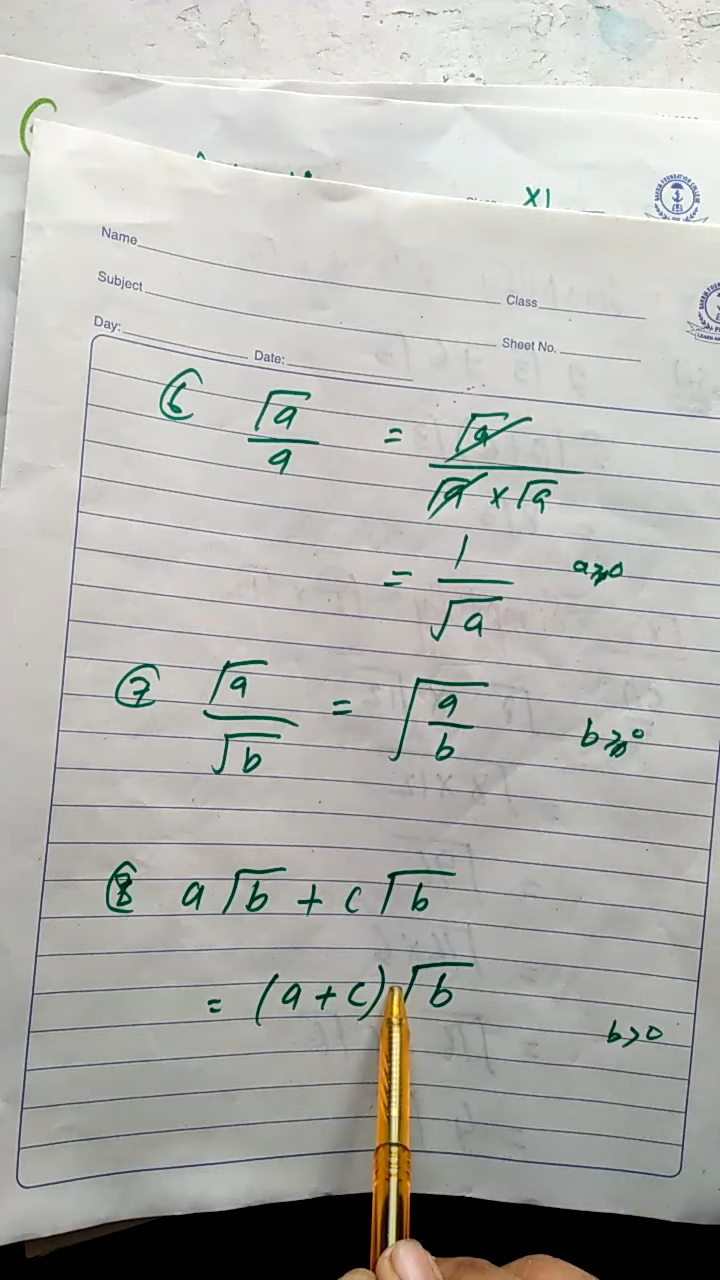 XI
Name
Class
Subject
Sheet No.
Day:
Date:
6 √a/a = √a/(√a × √a)
= 1/√a a>0
7 √a/√b = √(a/b) b>0
8 a√b + c√b
= (a+c)√b
b>0